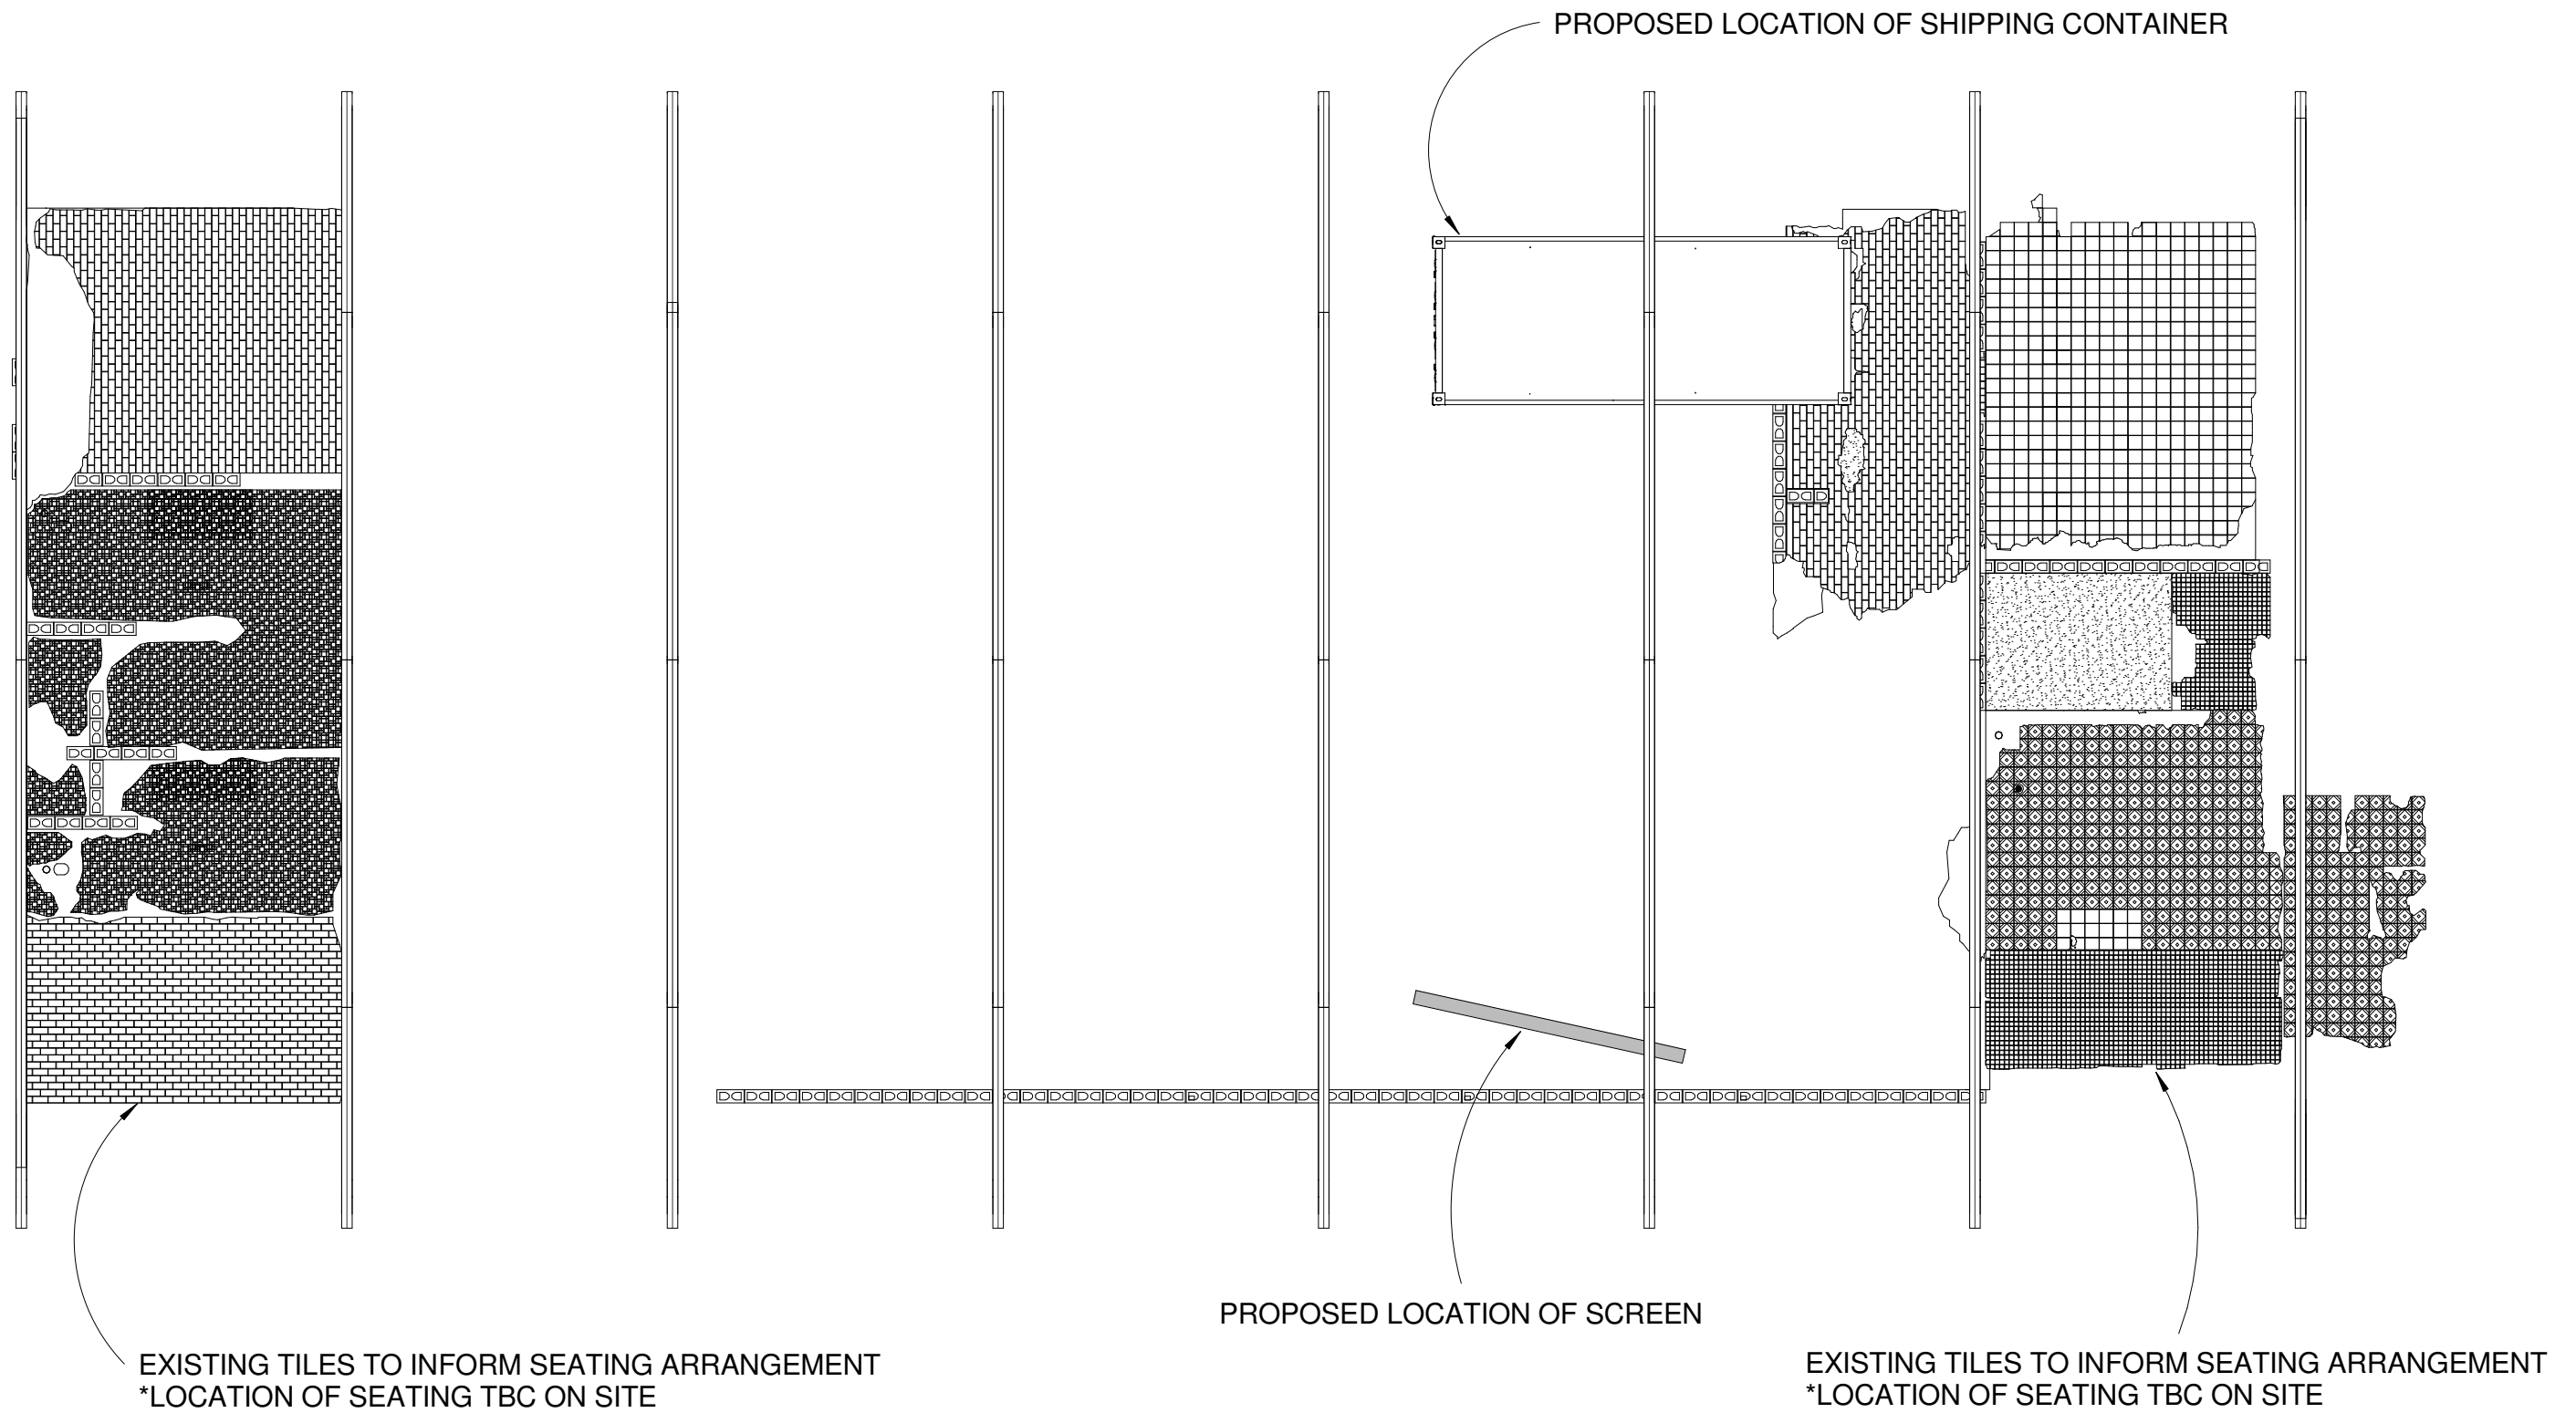 PROPOSED LOCATION OF SHIPPING CONTAINER
PROPOSED LOCATION OF SCREEN
EXISTING TILES TO INFORM SEATING ARRANGEMENT
*LOCATION OF SEATING TBC ON SITE
EXISTING TILES TO INFORM SEATING ARRANGEMENT
*LOCATION OF SEATING TBC ON SITE